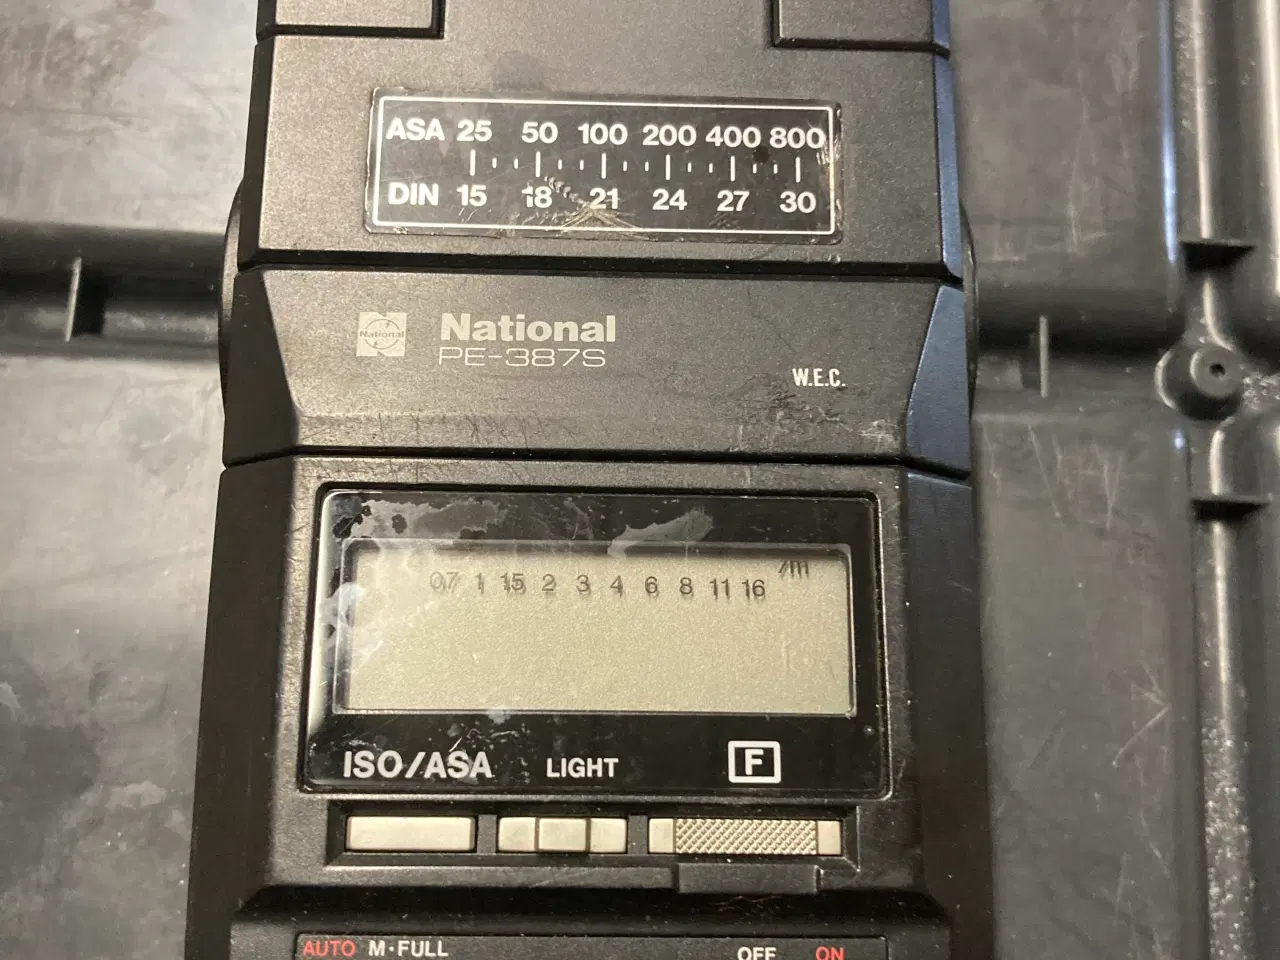 ASA 25 50 100 200 400 800
DIN 15 18 21 24 27 30
National
National
PE-387S
W.E.C.
07 1 15 2 3 4 6 8 11 16 /m
ISO/ASA LIGHT F
AUTO M·FULL OFF ON